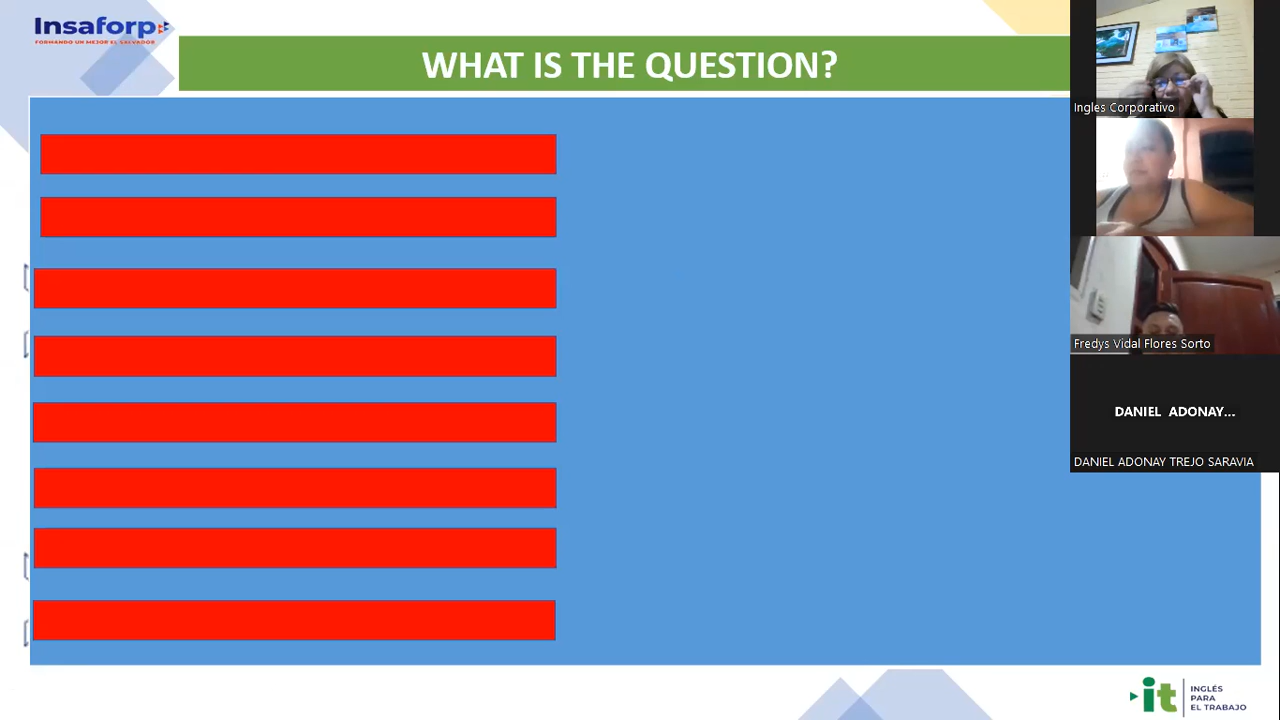 Insaforp
FORMANDO UN MEJOR EL SALVADOR
WHAT IS THE QUESTION?
Ingles Corporativo
Fredys Vidal Flores Sorto
DANIEL ADONAY...
DANIEL ADONAY TREJO SARAVIA
it
INGLÉS
PARA
EL TRABAJO